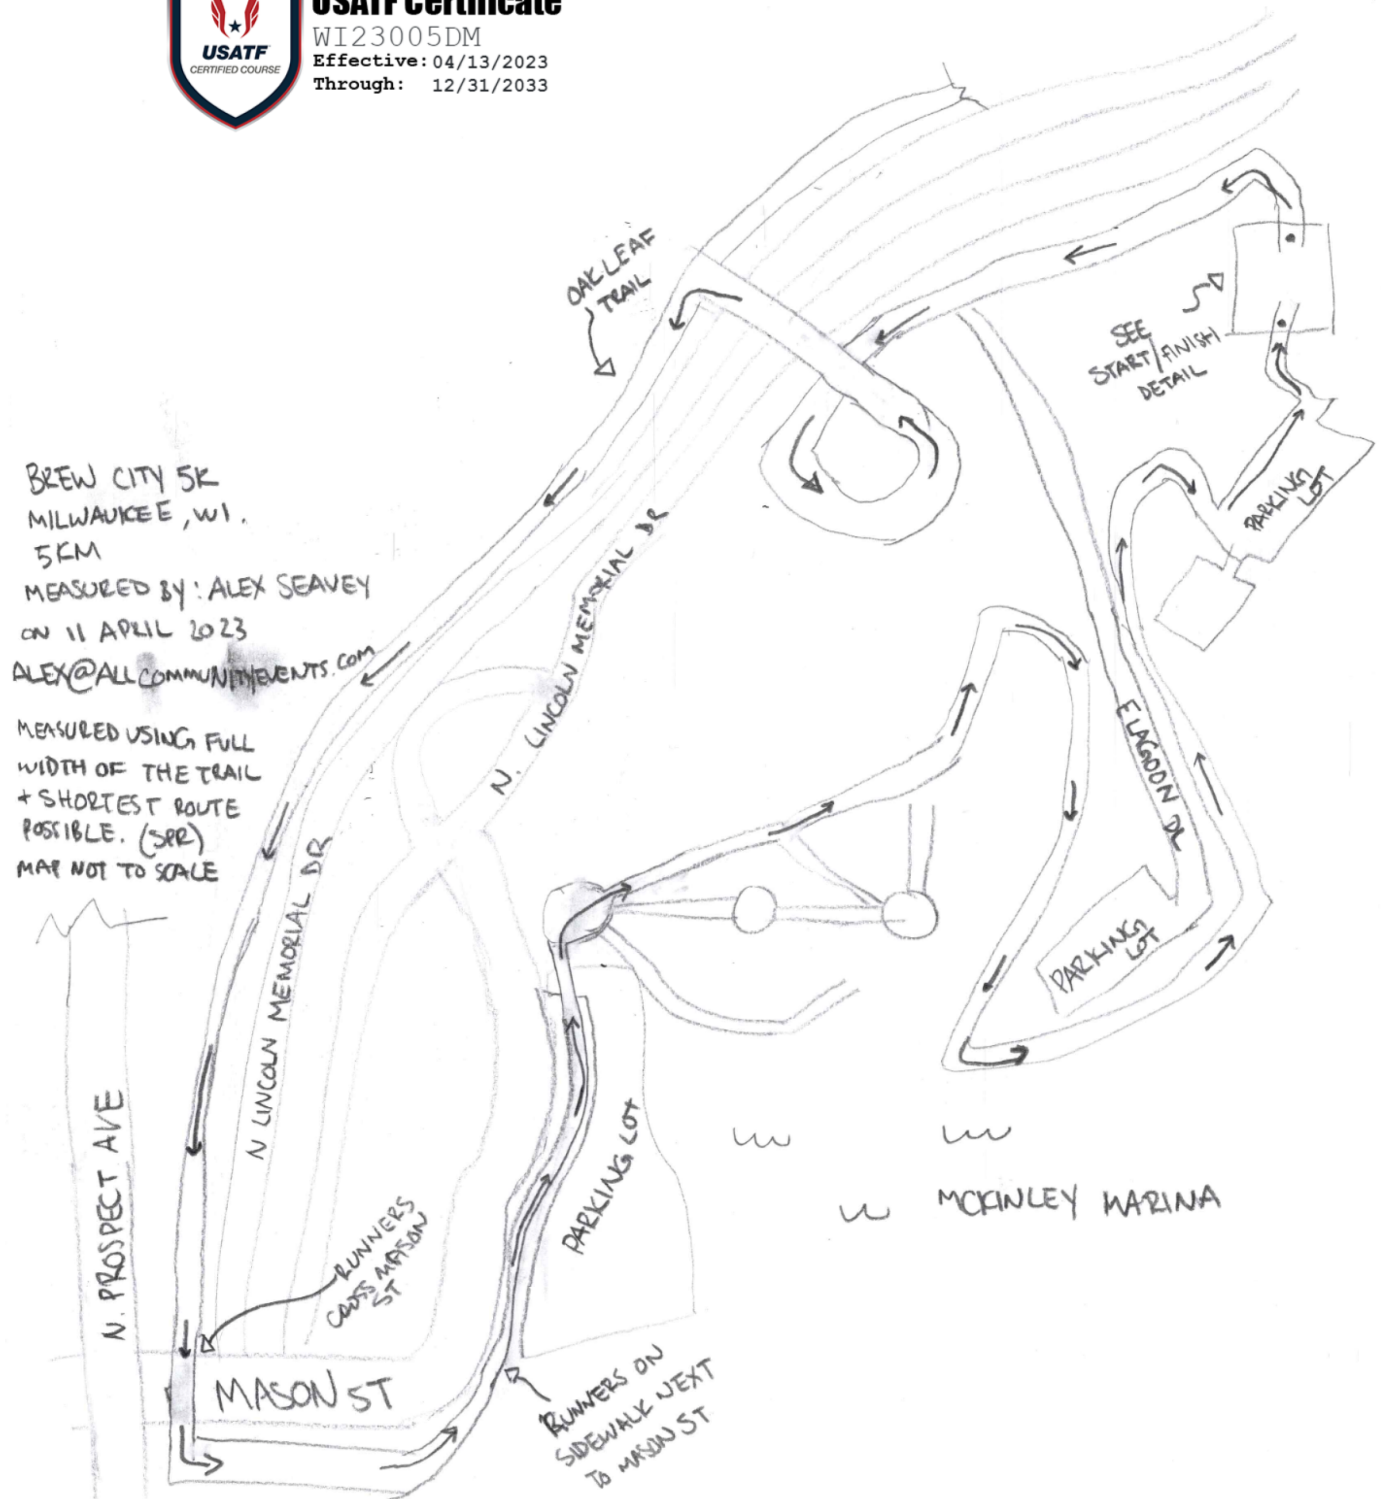 USATF Certificate
WI23005DM
Effective: 04/13/2023
Through: 12/31/2033
USATF
CERTIFIED COURSE
OAK LEAF
TRAIL
SEE
START/FINISH
DETAIL
PARKING
LOT
BREW CITY 5K
MILWAUKEE, WI.
5KM
MEASURED BY: ALEX SEAVEY
ON 11 APRIL 2023
ALEX@ALLCOMMUNITYEVENTS.COM
MEASURED USING FULL
WIDTH OF THE TRAIL
+ SHORTEST ROUTE
POSSIBLE. (SPR)
MAP NOT TO SCALE
N. LINCOLN MEMORIAL DR
N LINCOLN MEMORIAL DR
ELAGOON DR
PARKING
LOT
N. PROSPECT AVE
PARKING LOT
MCKINLEY MARINA
RUNNERS
CROSS MASON
ST
MASON ST
RUNNERS ON
SIDEWALK NEXT
TO MASON ST